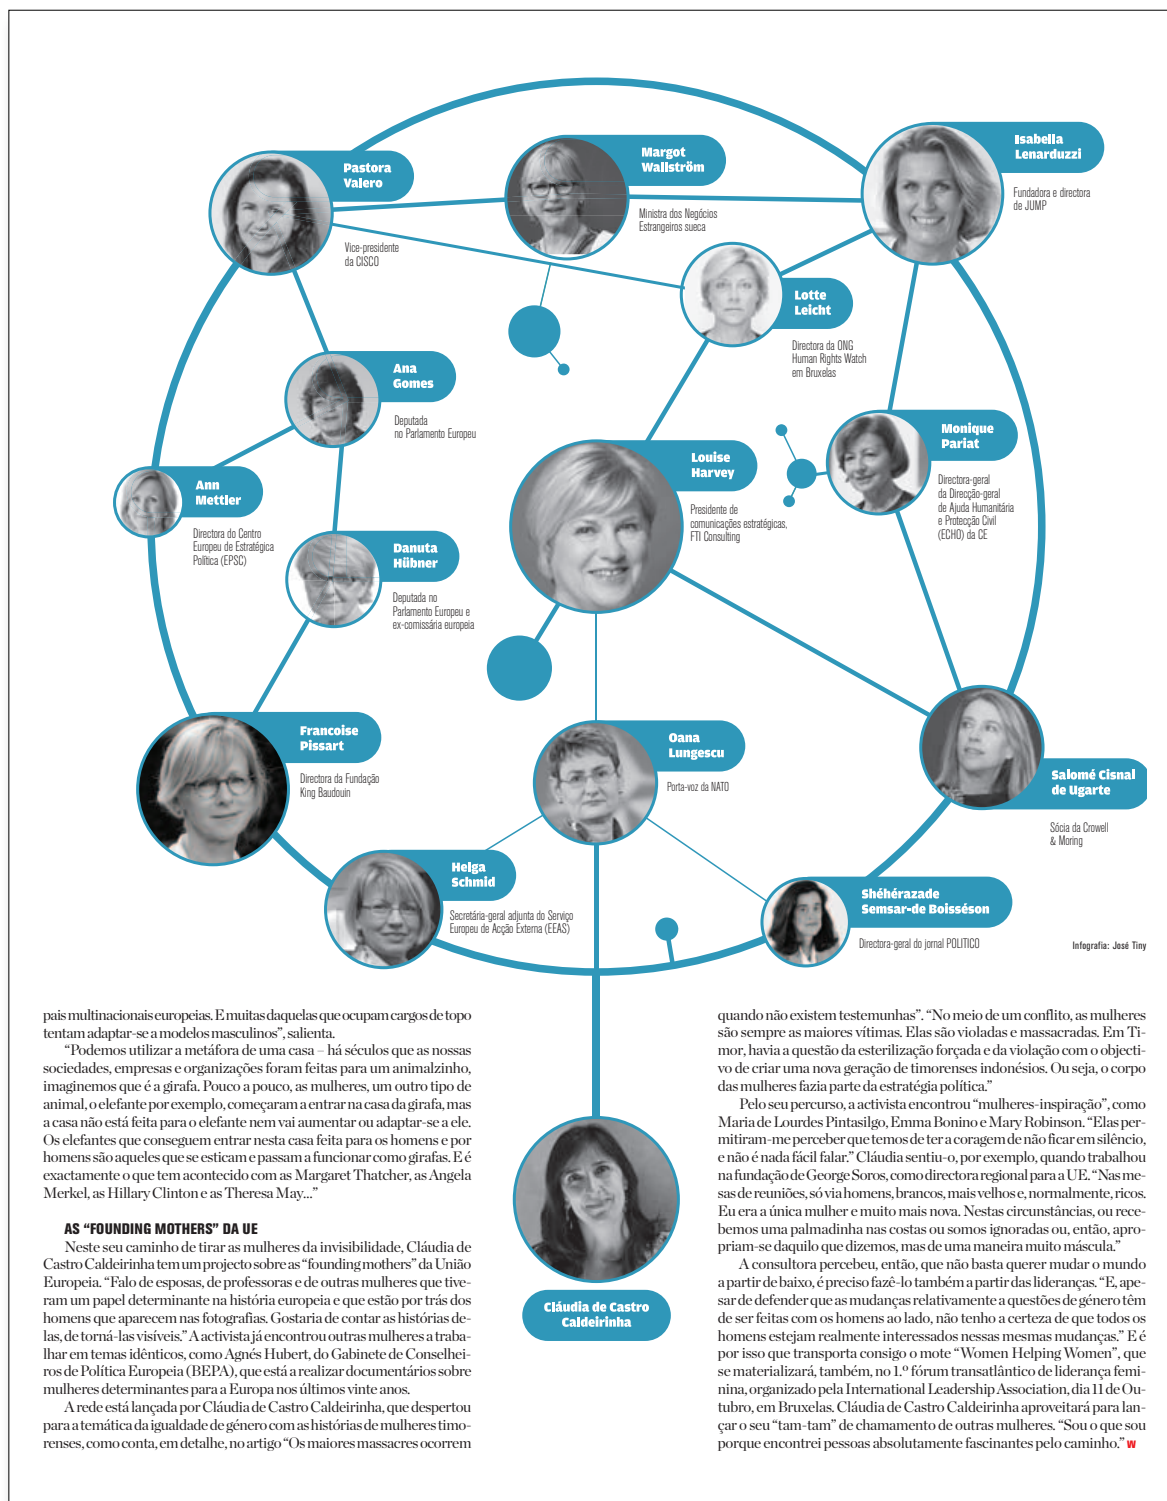 Pastora
Valero
Vice-presidente
da CISCO
Margot
Wallström
Ministra dos Negócios
Estrangeiros sueca
Isabella
Lenarduzzi
Fundadora e directora
de JUMP
Lotte
Leicht
Directora da ONG
Human Rights Watch
em Bruxelas
Ana
Gomes
Deputada
no Parlamento Europeu
Monique
Pariat
Directora-geral
da Direcção-geral
de Ajuda Humanitária
e Protecção Civil
(ECHO) da CE
Louise
Harvey
Presidente de
comunicações estratégicas,
FTI Consulting
Ann
Mettler
Directora do Centro
Europeu de Estratégica
Política (EPSC)
Danuta
Hübner
Deputada no
Parlamento Europeu e
ex-comissária europeia
Francoise
Pissart
Directora da Fundação
King Baudouin
Oana
Lungescu
Porta-voz da NATO
Salomé Cisnal
de Ugarte
Sócia da Crowell
& Moring
Helga
Schmid
Secretária-geral adjunta do Serviço
Europeu de Acção Externa (EEAS)
Shéhérazade
Semsar-de Boisséson
Directora-geral do jornal POLITICO
Infografia: José Tiny
Cláudia de Castro
Caldeirinha
pais multinacionais europeias. E muitas daquelas que ocupam cargos de topo
tentam adaptar-se a modelos masculinos”, salienta.
“Podemos utilizar a metáfora de uma casa – há séculos que as nossas
sociedades, empresas e organizações foram feitas para um animalzinho,
imaginemos que é a girafa. Pouco a pouco, as mulheres, um outro tipo de
animal, o elefante por exemplo, começaram a entrar na casa da girafa, mas
a casa não está feita para o elefante nem vai aumentar ou adaptar-se a ele.
Os elefantes que conseguem entrar nesta casa feita para os homens e por
homens são aqueles que se esticam e passam a funcionar como girafas. E é
exactamente o que tem acontecido com as Margaret Thatcher, as Angela
Merkel, as Hillary Clinton e as Theresa May...”
AS “FOUNDING MOTHERS” DA UE
Neste seu caminho de tirar as mulheres da invisibilidade, Cláudia de
Castro Caldeirinha tem um projecto sobre as “founding mothers” da União
Europeia. “Falo de esposas, de professoras e de outras mulheres que tive-
ram um papel determinante na história europeia e que estão por trás dos
homens que aparecem nas fotografias. Gostaria de contar as histórias de-
las, de torná-las visíveis.” A activista já encontrou outras mulheres a traba-
lhar em temas idênticos, como Agnés Hubert, do Gabinete de Conselhei-
ros de Política Europeia (BEPA), que está a realizar documentários sobre
mulheres determinantes para a Europa nos últimos vinte anos.
A rede está lançada por Cláudia de Castro Caldeirinha, que despertou
para a temática da igualdade de género com as histórias de mulheres timo-
renses, como conta, em detalhe, no artigo “Os maiores massacres ocorrem
quando não existem testemunhas”. “No meio de um conflito, as mulheres
são sempre as maiores vítimas. Elas são violadas e massacradas. Em Ti-
mor, havia a questão da esterilização forçada e da violação com o objecti-
vo de criar uma nova geração de timorenses indonésios. Ou seja, o corpo
das mulheres fazia parte da estratégia política.”
Pelo seu percurso, a activista encontrou “mulheres-inspiração”, como
Maria de Lourdes Pintasilgo, Emma Bonino e Mary Robinson. “Elas per-
mitiram-me perceber que temos de ter a coragem de não ficar em silêncio,
e não é nada fácil falar.” Cláudia sentiu-o, por exemplo, quando trabalhou
na fundação de George Soros, como directora regional para a UE. “Nas me-
sas de reuniões, só via homens, brancos, mais velhos e, normalmente, ricos.
Eu era a única mulher e muito mais nova. Nestas circunstâncias, ou rece-
bemos uma palmadinha nas costas ou somos ignoradas ou, então, apro-
priam-se daquilo que dizemos, mas de uma maneira muito máscula.”
A consultora percebeu, então, que não basta querer mudar o mundo
a partir de baixo, é preciso fazê-lo também a partir das lideranças. “E, ape-
sar de defender que as mudanças relativamente a questões de género têm
de ser feitas com os homens ao lado, não tenho a certeza de que todos os
homens estejam realmente interessados nessas mesmas mudanças.” E é
por isso que transporta consigo o mote “Women Helping Women”, que
se materializará, também, no 1.º fórum transatlântico de liderança femi-
nina, organizado pela International Leadership Association, dia 11 de Ou-
tubro, em Bruxelas. Cláudia de Castro Caldeirinha aproveitará para lan-
çar o seu “tam-tam” de chamamento de outras mulheres. “Sou o que sou
porque encontrei pessoas absolutamente fascinantes pelo caminho.” W